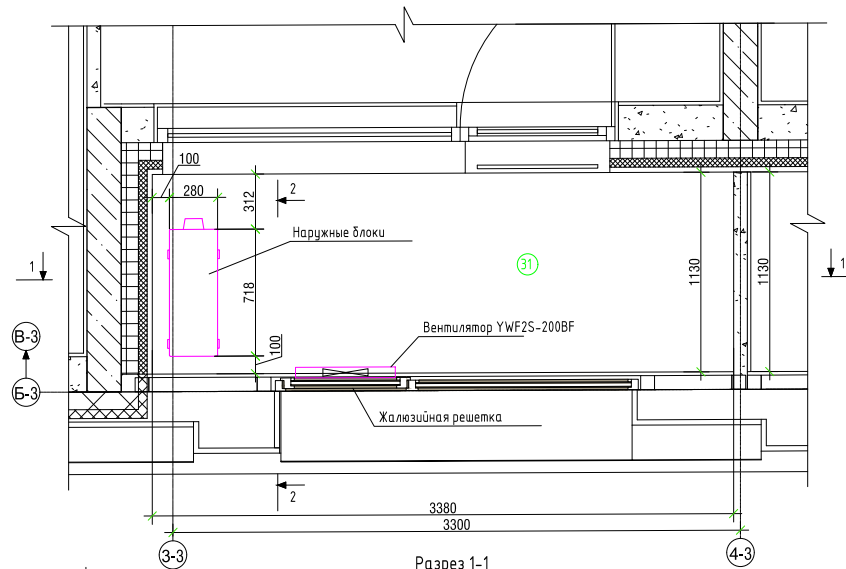 100
280
312
2
Наружные блоки
31
1
1
718
1130
1130
Вентилятор YWF2S-200BF
В-3
100
Б-3
Жалюзийная решетка
2
3380
3300
3-3
4-3
Разрез 1-1